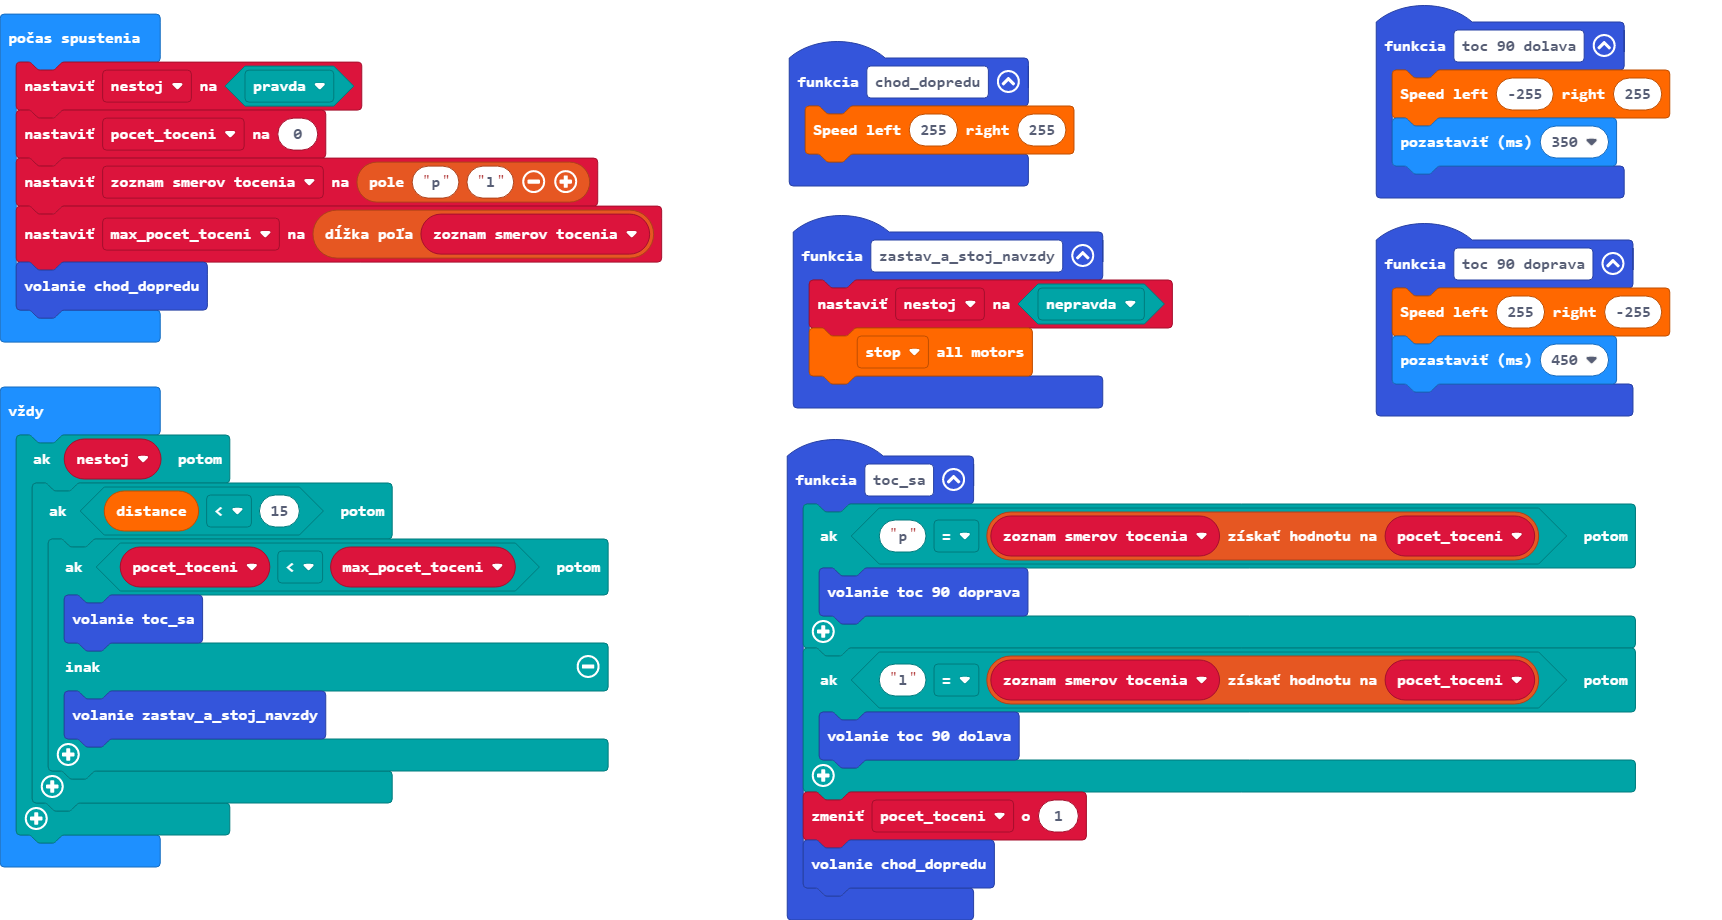 počas spustenia
nastaviť nestoj na pravda
nastaviť pocet_toceni na 0
nastaviť zoznam smerov tocenia na pole "p" "l"
nastaviť max_pocet_toceni na dĺžka poľa zoznam smerov tocenia
volanie chod_dopredu
vždy
ak nestoj potom
ak distance < 15 potom
ak pocet_toceni < max_pocet_toceni potom
volanie toc_sa
inak
volanie zastav_a_stoj_navzdy
funkcia chod_dopredu
Speed left 255 right 255
funkcia zastav_a_stoj_navzdy
nastaviť nestoj na nepravda
stop all motors
funkcia toc_sa
ak "p" = zoznam smerov tocenia získať hodnotu na pocet_toceni potom
volanie toc 90 doprava
ak "l" = zoznam smerov tocenia získať hodnotu na pocet_toceni potom
volanie toc 90 dolava
zmeniť pocet_toceni o 1
volanie chod_dopredu
funkcia toc 90 dolava
Speed left -255 right 255
pozastaviť (ms) 350
funkcia toc 90 doprava
Speed left 255 right -255
pozastaviť (ms) 450